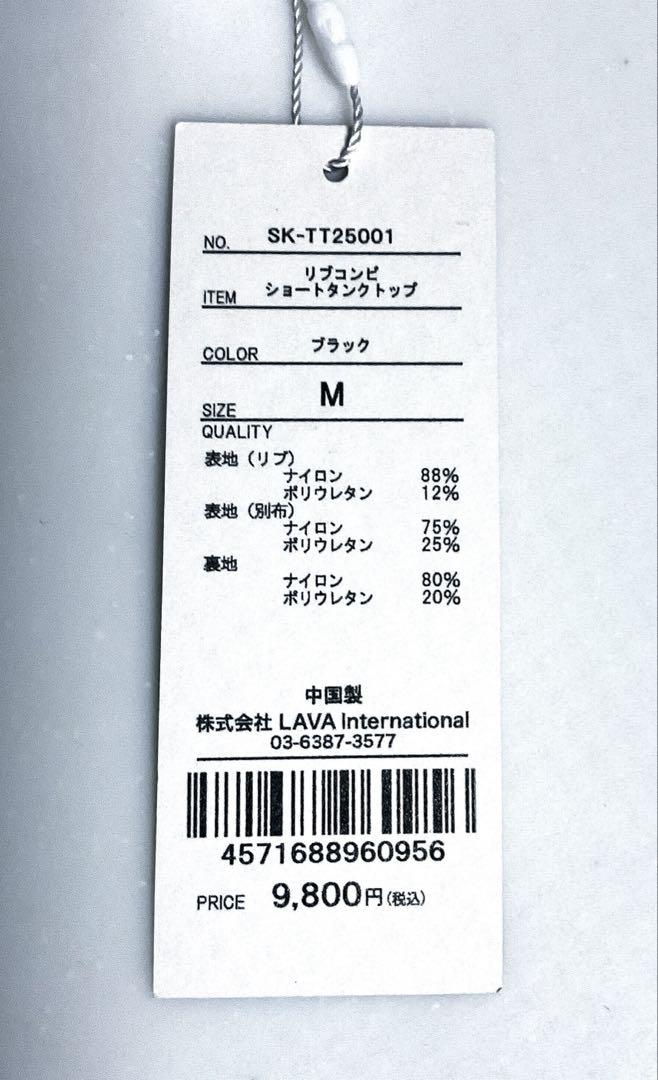 NO. SK-TT25001
リブコンビ
ITEM ショートタンクトップ
COLOR ブラック
SIZE M
QUALITY
表地（リブ）
ナイロン 88%
ポリウレタン 12%
表地（別布）
ナイロン 75%
ポリウレタン 25%
裏地
ナイロン 80%
ポリウレタン 20%
中国製
株式会社 LAVA International
03-6387-3577
4571688960956
PRICE 9,800円(税込)